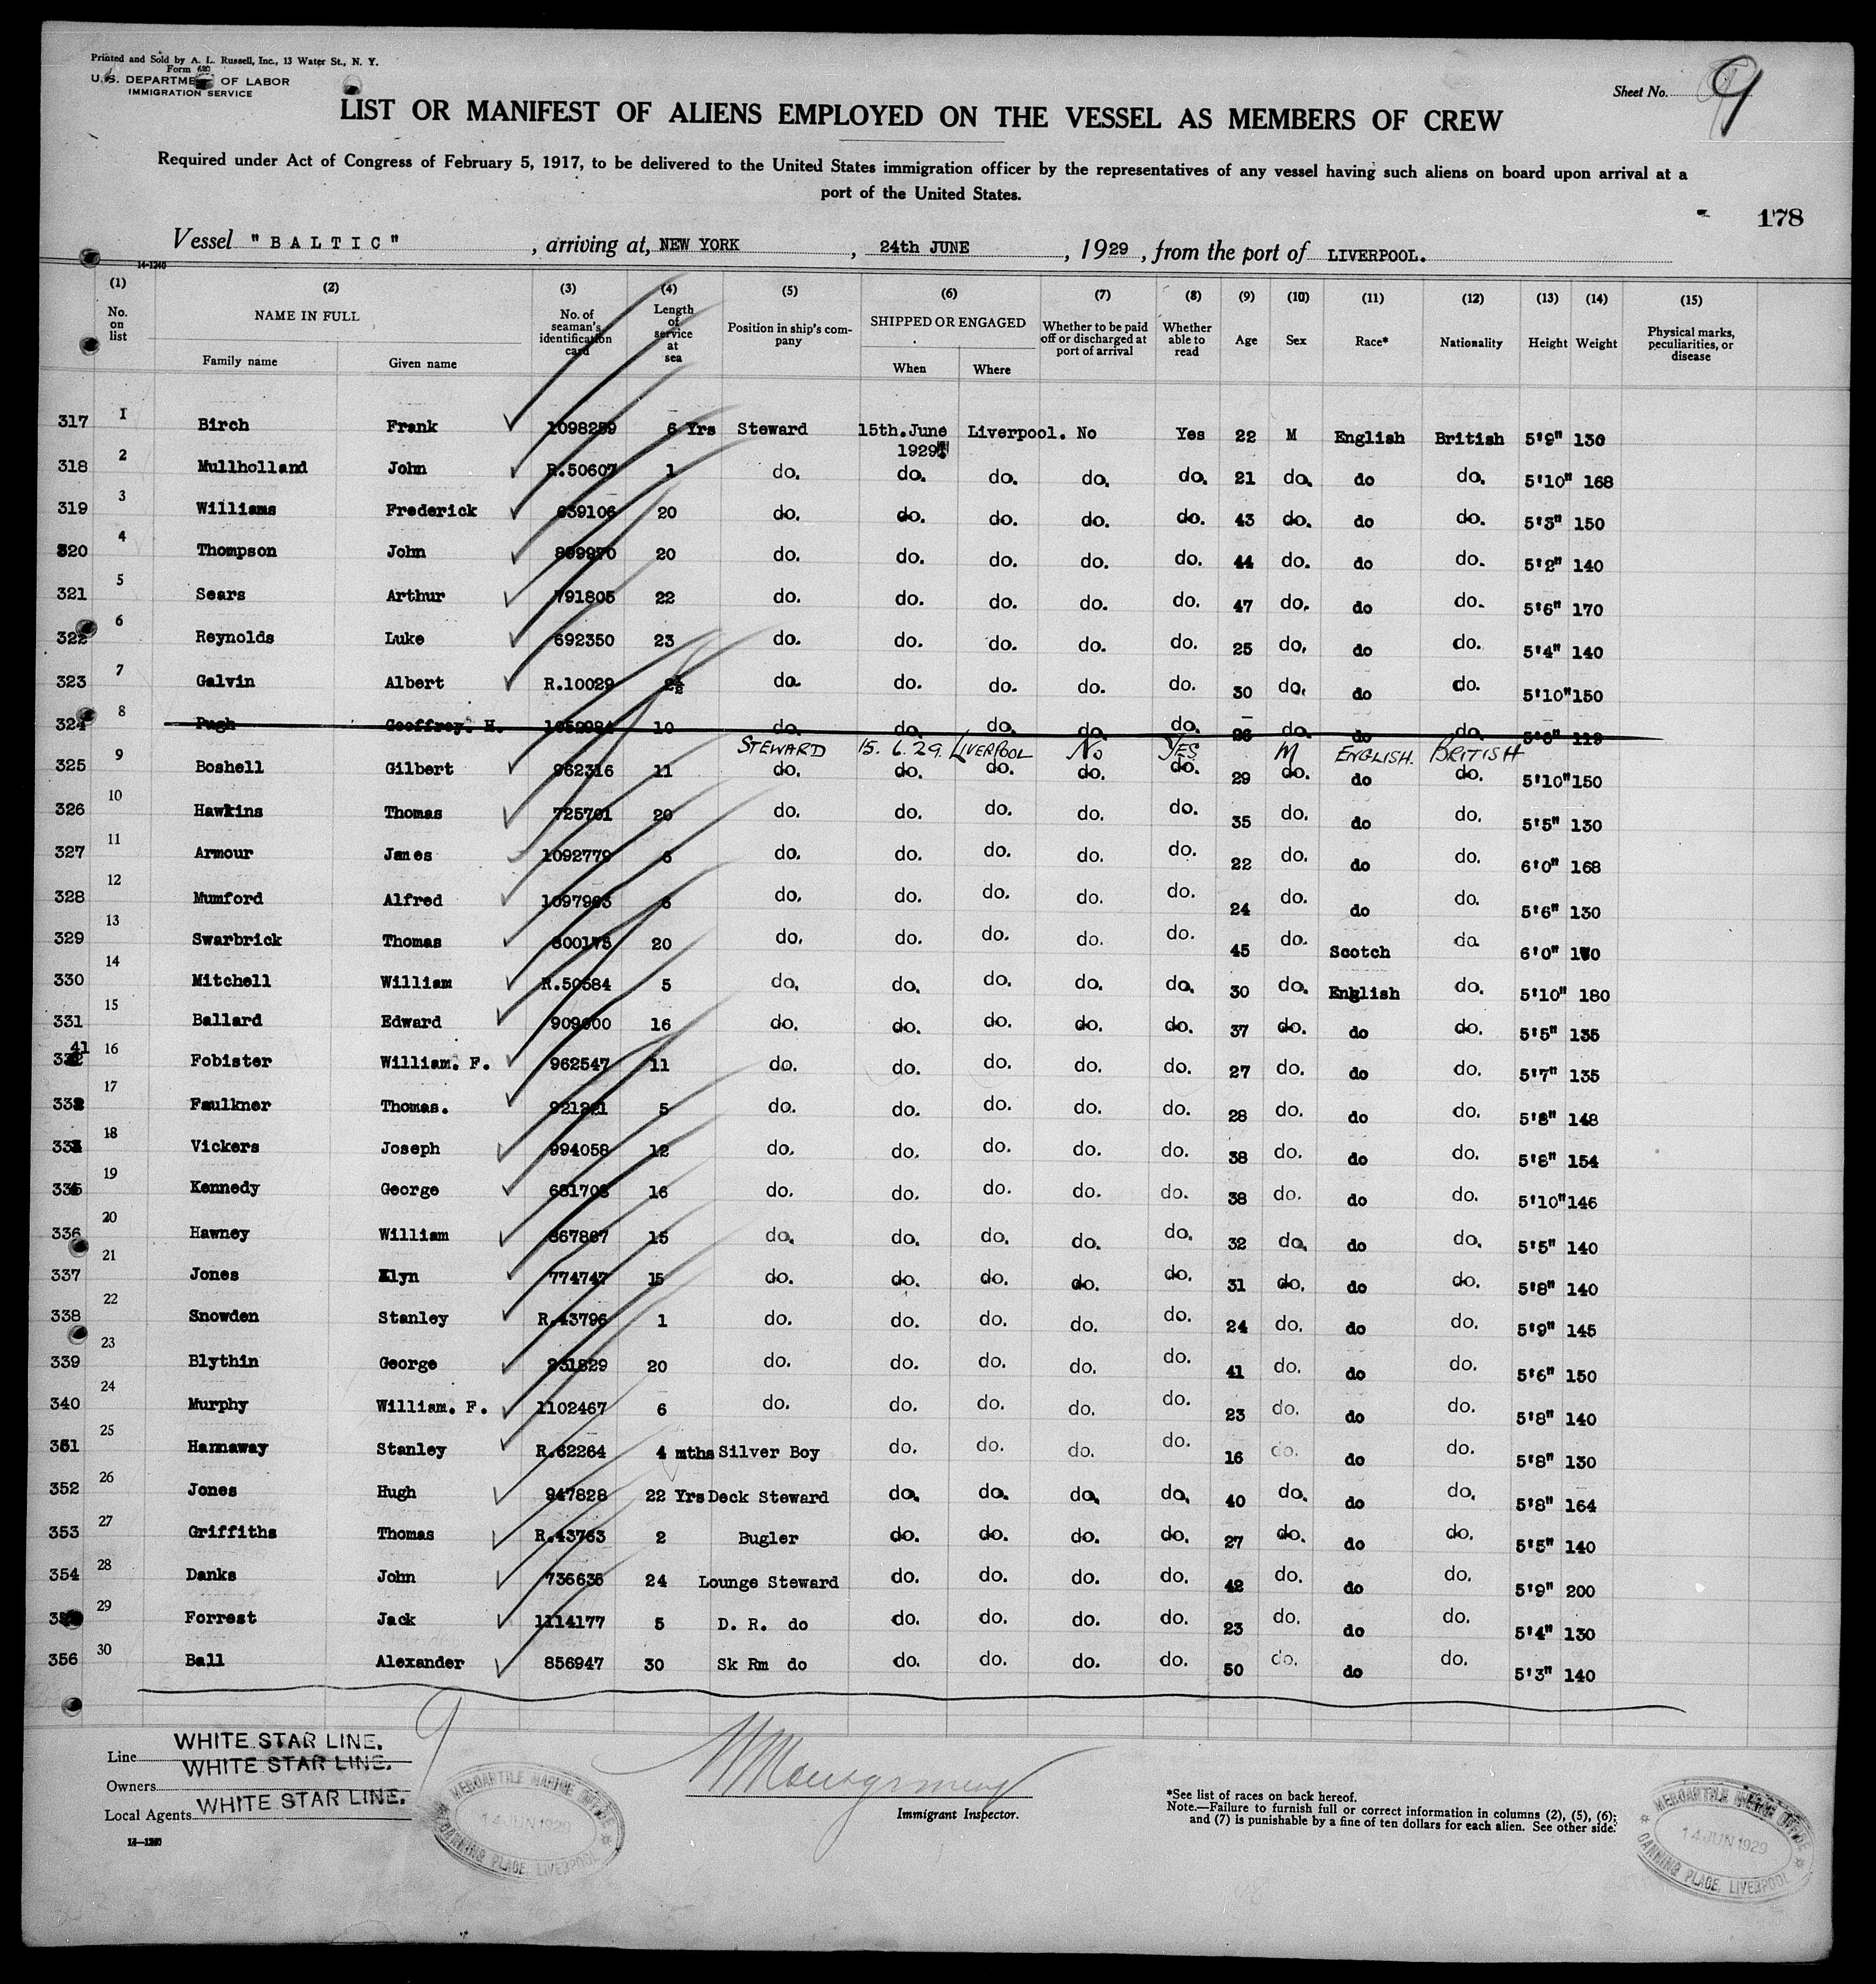 Printed and Sold by A. L. Russell, Inc., 13 Water St., N. Y.
Form 680
U.S. DEPARTMENT OF LABOR
IMMIGRATION SERVICE
Sheet No. 9
LIST OR MANIFEST OF ALIENS EMPLOYED ON THE VESSEL AS MEMBERS OF CREW
Required under Act of Congress of February 5, 1917, to be delivered to the United States immigration officer by the representatives of any vessel having such aliens on board upon arrival at a
port of the United States.
178
Vessel "BALTIC", arriving at, NEW YORK, 24th JUNE, 1929, from the port of LIVERPOOL.
14-1240
(1) (2) (3) (4) (5) (6) (7) (8) (9) (10) (11) (12) (13) (14) (15)
No. on list NAME IN FULL Family name Given name No. of seaman's identification card Length of service at sea Position in ship's company SHIPPED OR ENGAGED When Where Whether to be paid off or discharged at port of arrival Whether able to read Age Sex Race* Nationality Height Weight Physical marks, peculiarities, or disease
317 1 Birch Frank 1098259 6 Yrs Steward 15th.June 1929 Liverpool. No Yes 22 M English British 5'9" 130
318 2 Mullholland John R.50607 1 do. do. do. do. do. 21 do. do do. 5'10" 168
319 3 Williams Frederick 639106 20 do. do. do. do. do. 43 do. do do. 5'3" 150
320 4 Thompson John 899970 20 do. do. do. do. do. 44 do. do do. 5'2" 140
321 5 Sears Arthur 791805 22 do. do. do. do. do. 47 do. do do. 5'6" 170
322 6 Reynolds Luke 692350 23 do. do. do. do. do. 25 do. do do. 5'4" 140
323 7 Galvin Albert R.10029 2½ do. do. do. do. do. 30 do. do do. 5'10" 150
324 8 Pugh Geoffrey. H. 1052984 10 do. do. do. do. do. 26 do. do do. 5'6" 119
STEWARD 15.6.29. LIVERPOOL No YES M ENGLISH. BRITISH
325 9 Boshell Gilbert 962316 11 do. do. do. do. do. 29 do. do do. 5'10" 150
326 10 Hawkins Thomas 725701 20 do. do. do. do. do. 35 do. do do. 5'5" 130
327 11 Armour James 1092779 6 do. do. do. do. do. 22 do. do do. 6'0" 168
328 12 Mumford Alfred 1097963 6 do. do. do. do. do. 24 do. do do. 5'6" 130
329 13 Swarbrick Thomas 800175 20 do. do. do. do. do. 45 do. Scotch do. 6'0" 170
330 14 Mitchell William R.50584 5 do. do. do. do. do. 30 do. English do. 5'10" 180
331 15 Ballard Edward 909000 16 do. do. do. do. do. 37 do. do do. 5'5" 135
41 16 Fobister William. F. 962547 11 do. do. do. do. do. 27 do. do do. 5'7" 135
17 Faulkner Thomas. 921221 5 do. do. do. do. do. 28 do. do do. 5'8" 148
18 Vickers Joseph 994058 12 do. do. do. do. do. 38 do. do do. 5'8" 154
335 19 Kennedy George 681708 16 do. do. do. do. do. 38 do. do do. 5'10" 146
336 20 Hawney William 867867 15 do. do. do. do. do. 32 do. do do. 5'5" 140
337 21 Jones Elyn 774747 15 do. do. do. do. do. 31 do. do do. 5'8" 140
338 22 Snowden Stanley R.43796 1 do. do. do. do. do. 24 do. do do. 5'9" 145
339 23 Blythin George 231829 20 do. do. do. do. do. 41 do. do do. 5'6" 150
340 24 Murphy William. F. 1102467 6 do. do. do. do. do. 23 do. do do. 5'8" 140
351 25 Hannaway Stanley R.62264 4 mths Silver Boy do. do. do. do. 16 do. do do. 5'8" 130
352 26 Jones Hugh 947828 22 Yrs Deck Steward do. do. do. do. 40 do. do do. 5'8" 164
353 27 Griffiths Thomas R.43763 2 Bugler do. do. do. do. 27 do. do do. 5'5" 140
354 28 Danks John 736635 24 Lounge Steward do. do. do. do. 42 do. do do. 5'9" 200
29 Forrest Jack 1114177 5 D. R. do do. do. do. do. 23 do. do do. 5'4" 130
356 30 Ball Alexander 856947 30 Sk Rm do do. do. do. do. 50 do. do do. 5'3" 140
9
Line WHITE STAR LINE.
Owners WHITE STAR LINE.
Local Agents WHITE STAR LINE.
14-1240
MERCANTILE MARINE OFFICE
14 JUN 1929
CANNING PLACE, LIVERPOOL
Montgomery
Immigrant Inspector.
*See list of races on back hereof.
Note.—Failure to furnish full or correct information in columns (2), (5), (6);
and (7) is punishable by a fine of ten dollars for each alien. See other side.
MERCANTILE MARINE OFFICE
14 JUN 1929
CANNING PLACE, LIVERPOOL